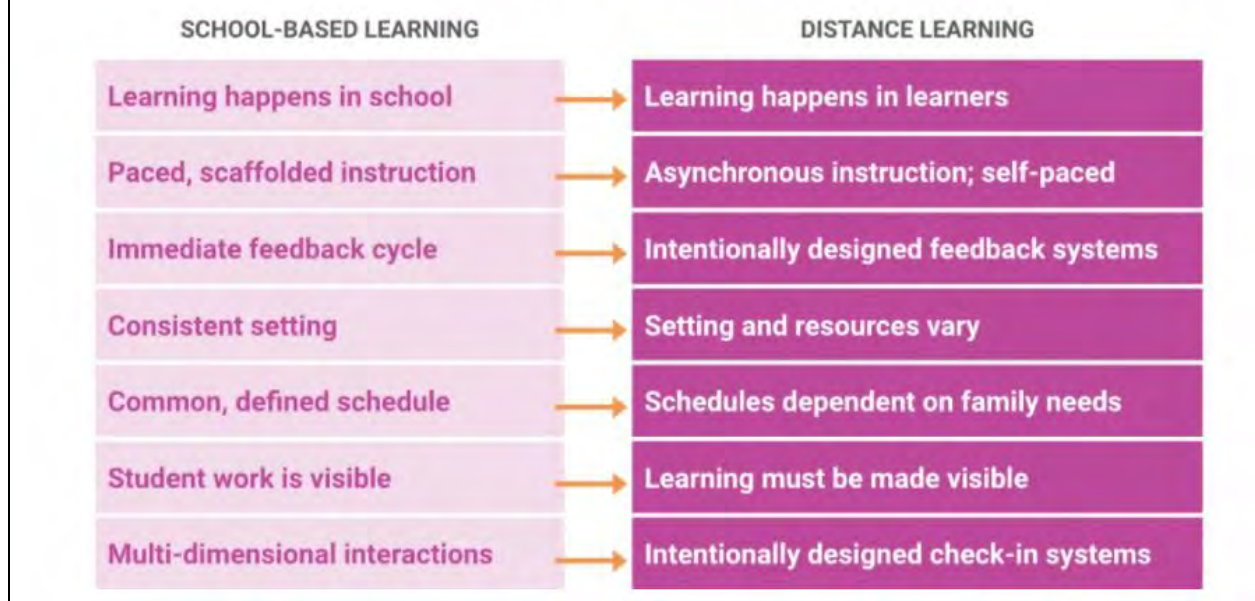 SCHOOL-BASED LEARNING DISTANCE LEARNING
Learning happens in school Learning happens in learners
Paced, scaffolded instruction Asynchronous instruction; self-paced
Immediate feedback cycle Intentionally designed feedback systems
Consistent setting Setting and resources vary
Common, defined schedule Schedules dependent on family needs
Student work is visible Learning must be made visible
Multi-dimensional interactions Intentionally designed check-in systems